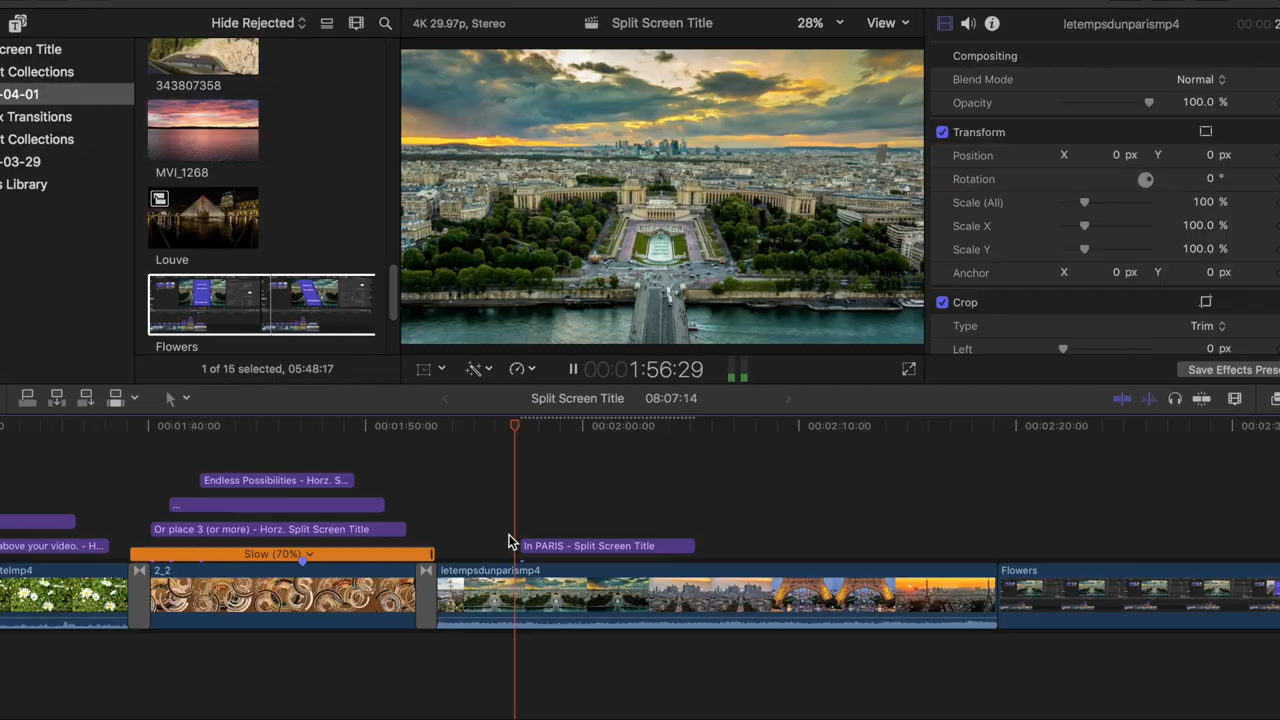 Hide Rejected
4K 29.97p, Stereo
Split Screen Title
28%
View
letempsdunparismp4
creen Title
t Collections
-04-01
x Transitions
t Collections
-03-29
s Library
343807358
MVI_1268
Louve
Flowers
1 of 15 selected, 05:48:17
00:00:1:56:29
Compositing
Blend Mode
Normal
Opacity
100.0 %
Transform
Position
X
0 px
Y
0 px
Rotation
0 °
Scale (All)
100 %
Scale X
100.0 %
Scale Y
100.0 %
Anchor
X
0 px
Y
0 px
Crop
Type
Trim
Left
0 px
Save Effects Prese
Split Screen Title
08:07:14
00:01:40:00
00:01:50:00
00:02:00:00
00:02:10:00
00:02:20:00
Endless Possibilities - Horz. S...
...
Or place 3 (or more) - Horz. Split Screen Title
above your video. - H...
In PARIS - Split Screen Title
Slow (70%)
telmp4
2_2
letempsdunparismp4
Flowers